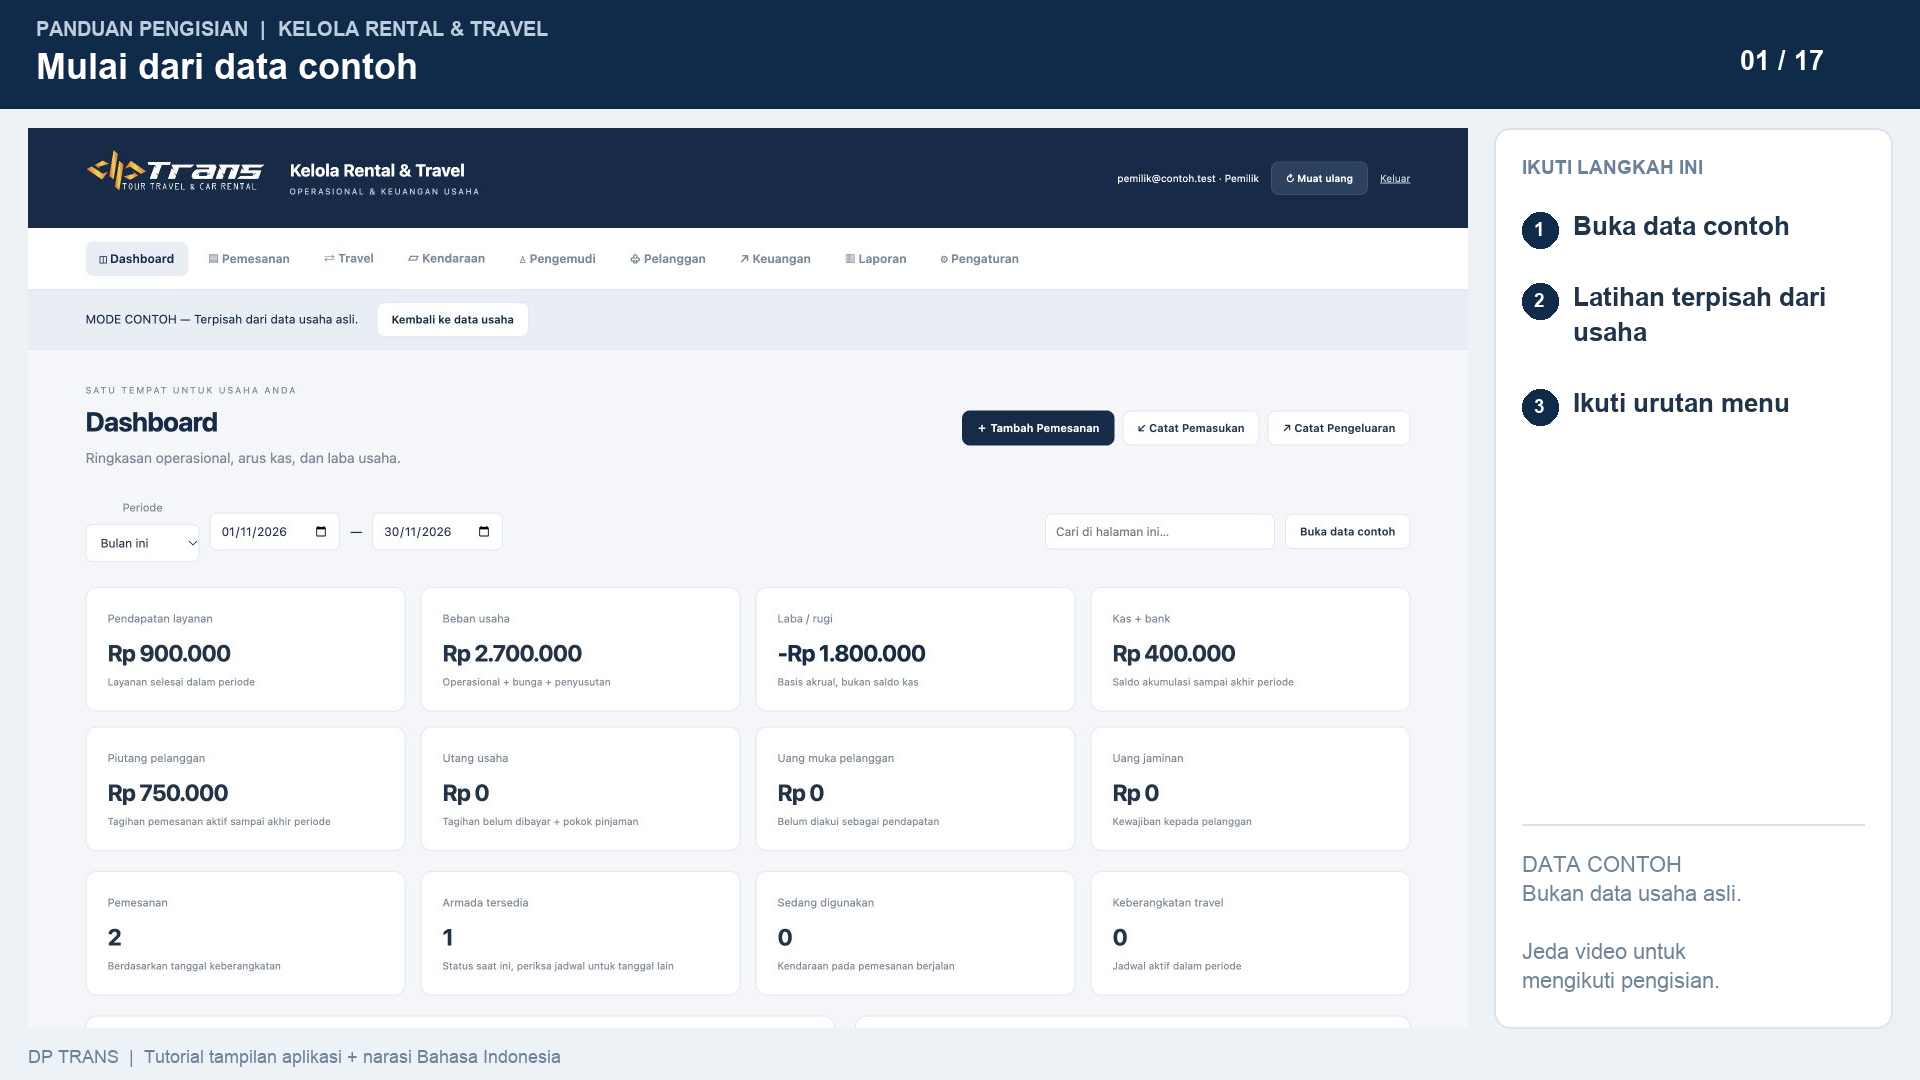 PANDUAN PENGISIAN | KELOLA RENTAL & TRAVEL
Mulai dari data contoh
01 / 17
dp Trans
TOUR TRAVEL & CAR RENTAL
Kelola Rental & Travel
OPERASIONAL & KEUANGAN USAHA
pemilik@contoh.test · Pemilik
↻ Muat ulang
Keluar
Dashboard
Pemesanan
Travel
Kendaraan
Pengemudi
Pelanggan
Keuangan
Laporan
Pengaturan
MODE CONTOH — Terpisah dari data usaha asli.
Kembali ke data usaha
SATU TEMPAT UNTUK USAHA ANDA
Dashboard
Ringkasan operasional, arus kas, dan laba usaha.
+ Tambah Pemesanan
↙ Catat Pemasukan
↗ Catat Pengeluaran
Periode
Bulan ini
01/11/2026
—
30/11/2026
Cari di halaman ini...
Buka data contoh
Pendapatan layanan
Rp 900.000
Layanan selesai dalam periode
Beban usaha
Rp 2.700.000
Operasional + bunga + penyusutan
Laba / rugi
-Rp 1.800.000
Basis akrual, bukan saldo kas
Kas + bank
Rp 400.000
Saldo akumulasi sampai akhir periode
Piutang pelanggan
Rp 750.000
Tagihan pemesanan aktif sampai akhir periode
Utang usaha
Rp 0
Tagihan belum dibayar + pokok pinjaman
Uang muka pelanggan
Rp 0
Belum diakui sebagai pendapatan
Uang jaminan
Rp 0
Kewajiban kepada pelanggan
Pemesanan
2
Berdasarkan tanggal keberangkatan
Armada tersedia
1
Status saat ini, periksa jadwal untuk tanggal lain
Sedang digunakan
0
Kendaraan pada pemesanan berjalan
Keberangkatan travel
0
Jadwal aktif dalam periode
IKUTI LANGKAH INI
1 Buka data contoh
2 Latihan terpisah dari
usaha
3 Ikuti urutan menu
DATA CONTOH
Bukan data usaha asli.
Jeda video untuk
mengikuti pengisian.
DP TRANS | Tutorial tampilan aplikasi + narasi Bahasa Indonesia